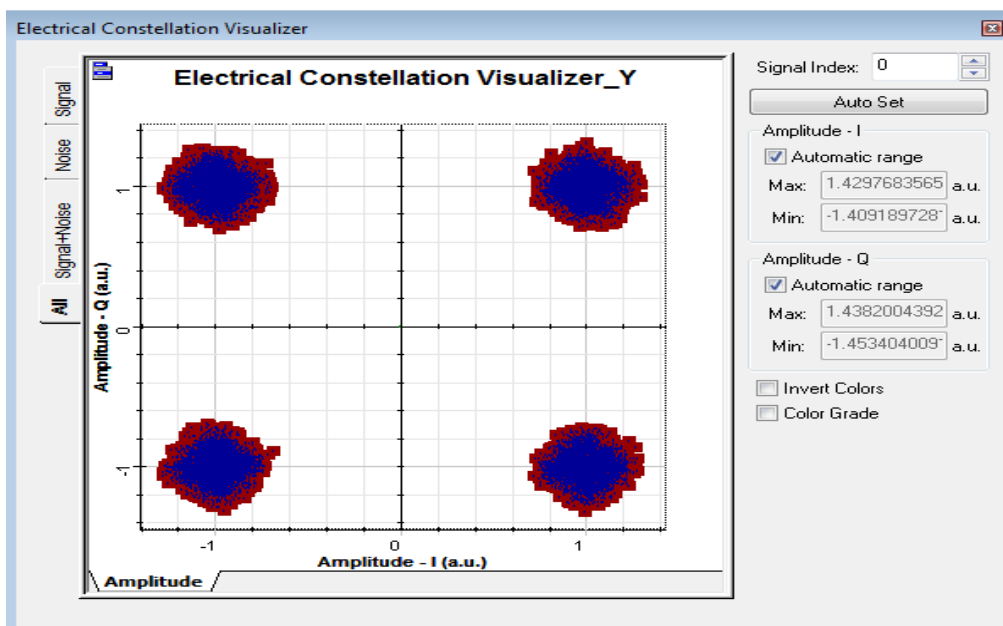 Electrical Constellation Visualizer
Signal
Noise
Signal+Noise
All
Electrical Constellation Visualizer_Y
Amplitude - Q (a.u.)
1
0
-1
-1
0
1
Amplitude - I (a.u.)
Amplitude
Signal Index: 0
Auto Set
Amplitude - I
Automatic range
Max: 1.4297683565 a.u.
Min: -1.409189728 a.u.
Amplitude - Q
Automatic range
Max: 1.4382004392 a.u.
Min: -1.453404009 a.u.
Invert Colors
Color Grade